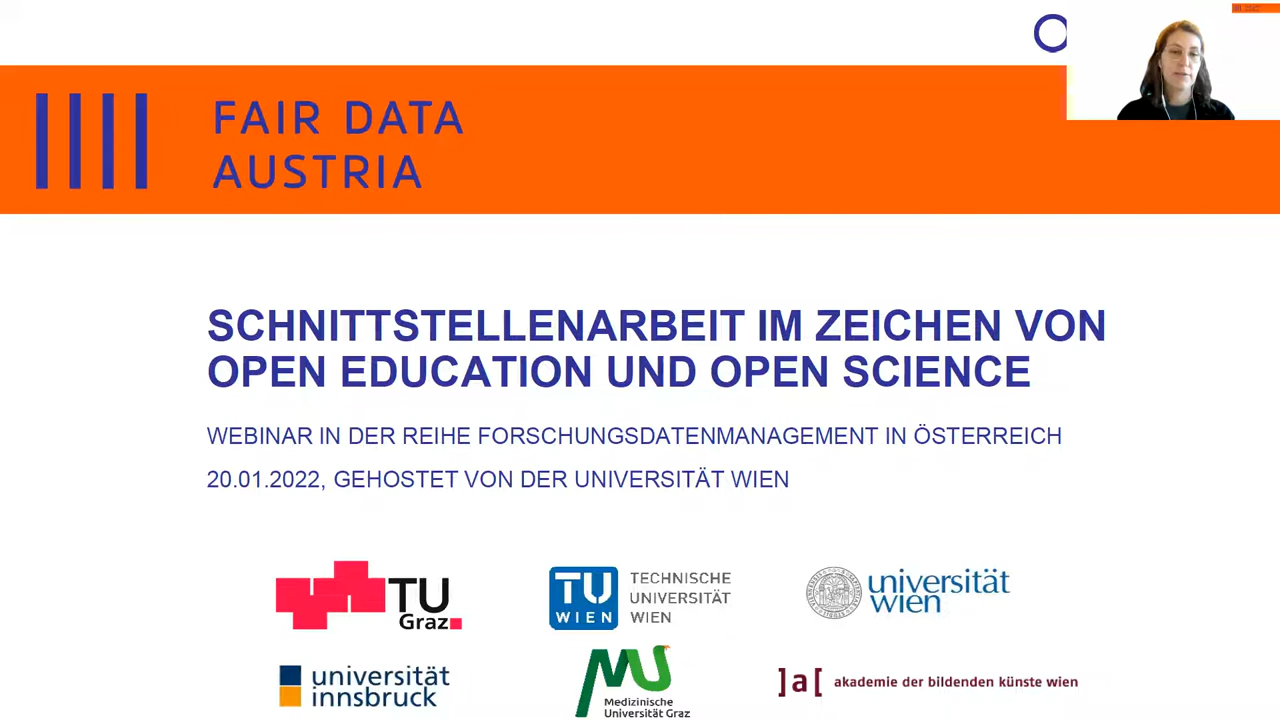 FAIR DATA
AUSTRIA
SCHNITTSTELLENARBEIT IM ZEICHEN VON
OPEN EDUCATION UND OPEN SCIENCE
WEBINAR IN DER REIHE FORSCHUNGSDATENMANAGEMENT IN ÖSTERREICH
20.01.2022, GEHOSTET VON DER UNIVERSITÄT WIEN
TU
Graz
TU
WIEN
TECHNISCHE
UNIVERSITÄT
WIEN
universität
wien
universität
innsbruck
MU
Medizinische
Universität Graz
]a[ akademie der bildenden künste wien